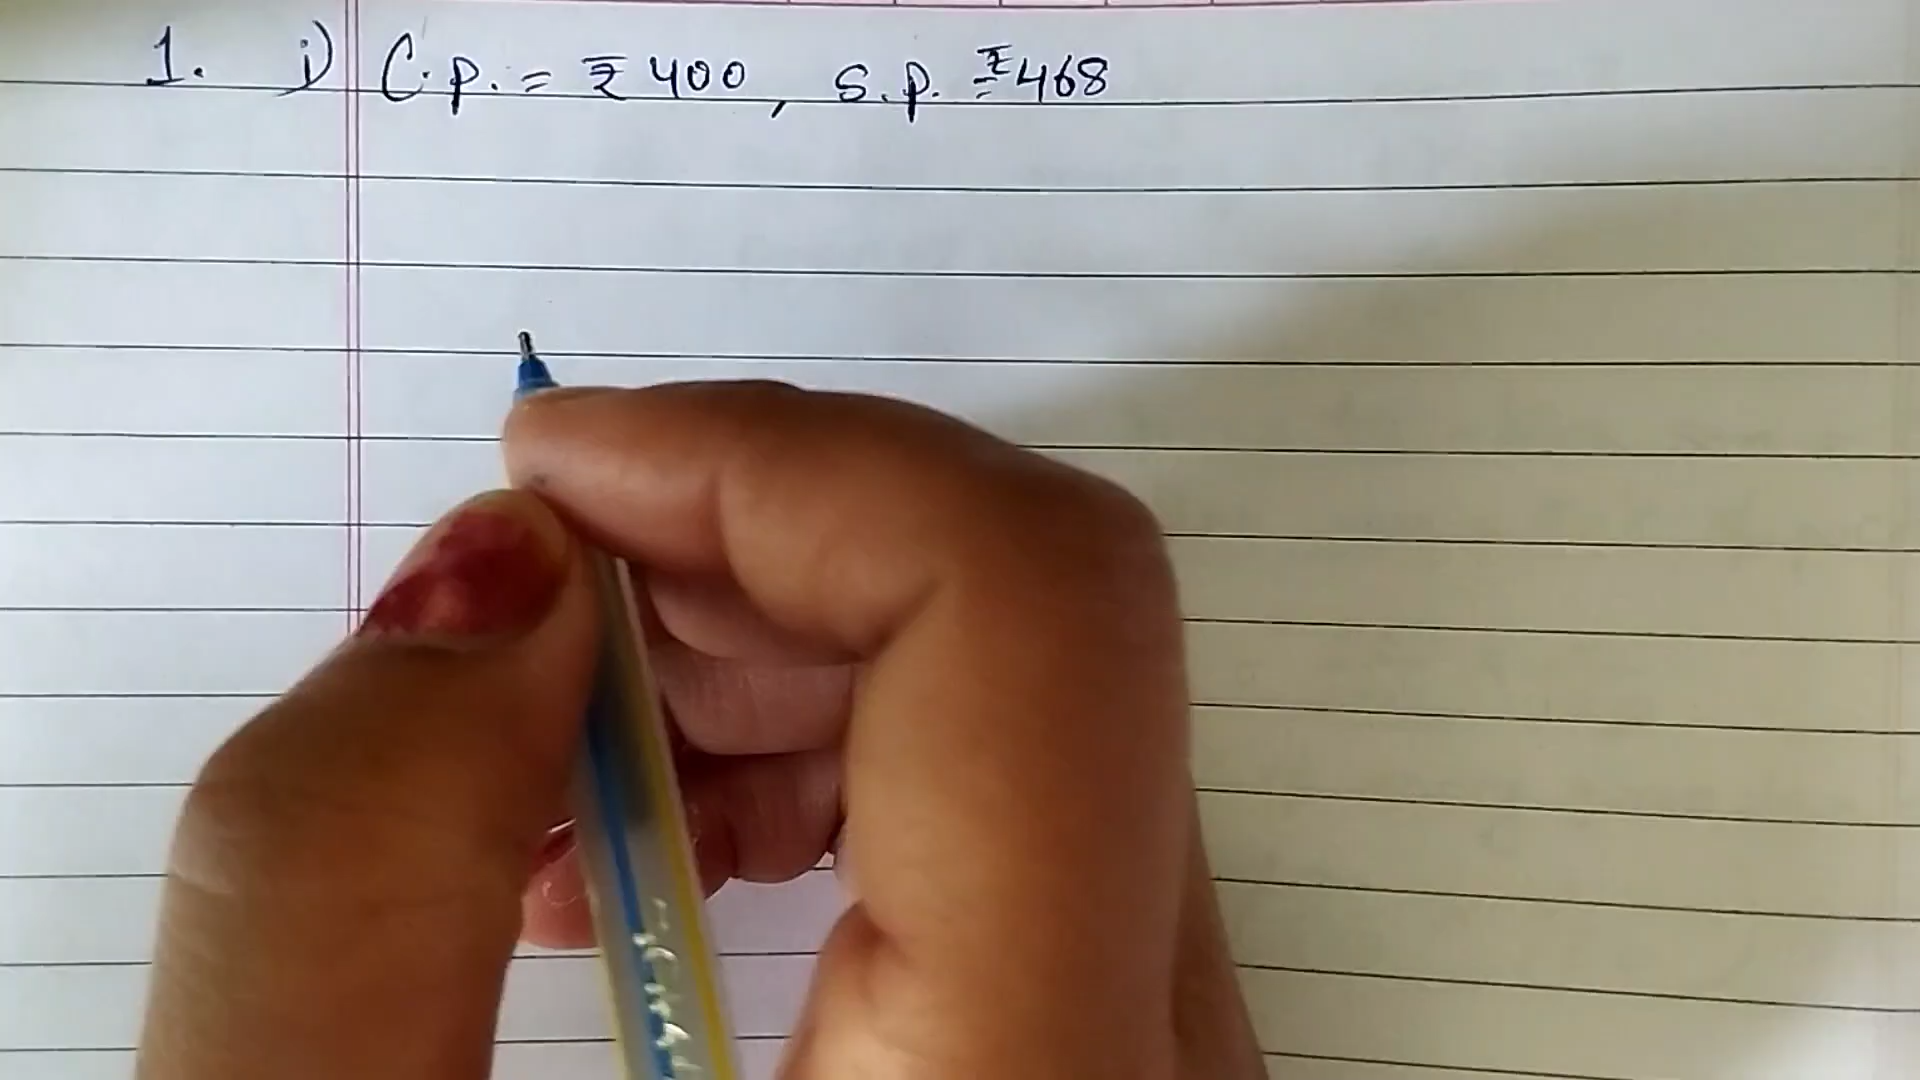 1. i) C.p. = ₹ 400, S.p. = ₹468